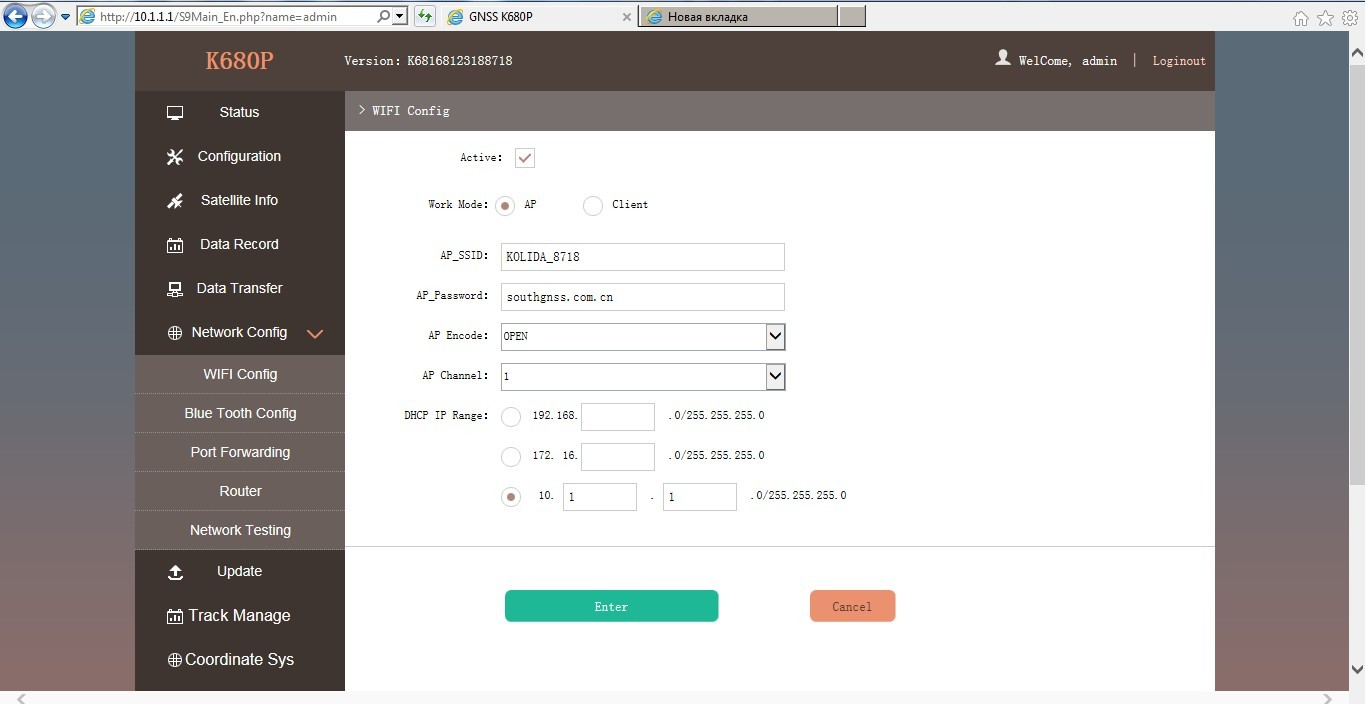 http://10.1.1.1/S9Main_En.php?name=admin
GNSS K680P
Новая вкладка
K680P
Version: K68168123188718
WelCome, admin | Loginout
Status
Configuration
Satellite Info
Data Record
Data Transfer
Network Config
WIFI Config
Blue Tooth Config
Port Forwarding
Router
Network Testing
Update
Track Manage
Coordinate Sys
> WIFI Config
Active:
Work Mode: AP Client
AP_SSID: KOLIDA_8718
AP_Password: southgnss.com.cn
AP Encode: OPEN
AP Channel: 1
DHCP IP Range: 192.168. .0/255.255.255.0
172. 16. .0/255.255.255.0
10. 1 . 1 .0/255.255.255.0
Enter Cancel